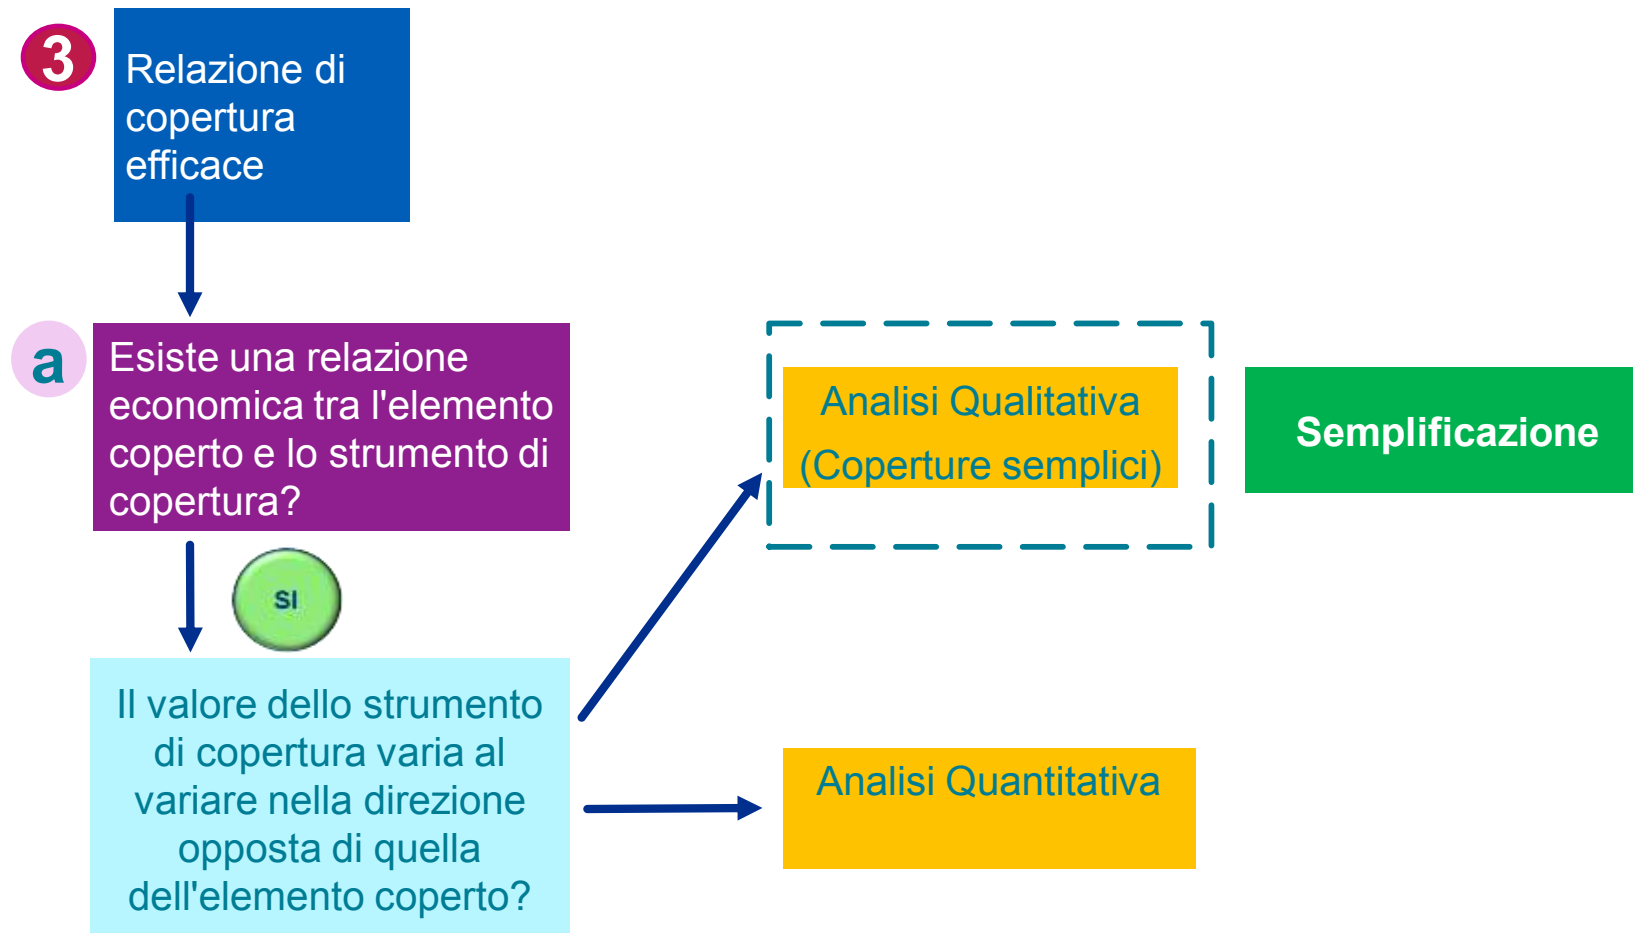 3
Relazione di
copertura
efficace
a
Esiste una relazione
economica tra l'elemento
coperto e lo strumento di
copertura?
SI
Il valore dello strumento
di copertura varia al
variare nella direzione
opposta di quella
dell'elemento coperto?
Analisi Qualitativa
(Coperture semplici)
Semplificazione
Analisi Quantitativa